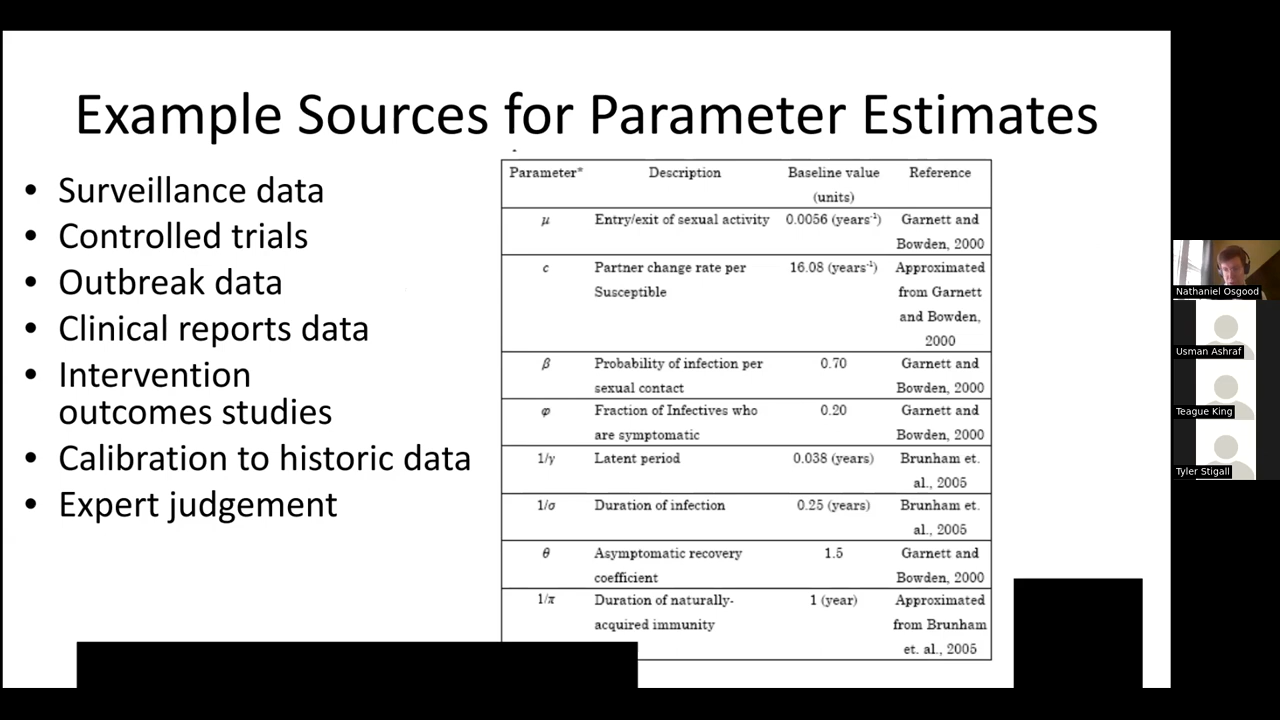 Example Sources for Parameter Estimates
• Surveillance data
• Controlled trials
• Outbreak data
• Clinical reports data
• Intervention
outcomes studies
• Calibration to historic data
• Expert judgement
Parameter* Description Baseline value Reference
(units)
μ Entry/exit of sexual activity 0.0056 (years⁻¹) Garnett and
Bowden, 2000
c Partner change rate per 16.08 (years⁻¹) Approximated
Susceptible from Garnett
and Bowden,
2000
β Probability of infection per 0.70 Garnett and
sexual contact Bowden, 2000
φ Fraction of Infectives who 0.20 Garnett and
are symptomatic Bowden, 2000
1/γ Latent period 0.038 (years) Brunham et.
al., 2005
1/σ Duration of infection 0.25 (years) Brunham et.
al., 2005
θ Asymptomatic recovery 1.5 Garnett and
coefficient Bowden, 2000
1/π Duration of naturally- 1 (year) Approximated
acquired immunity from Brunham
et. al., 2005
Nathaniel Osgood
Usman Ashraf
Teague King
Tyler Stigall